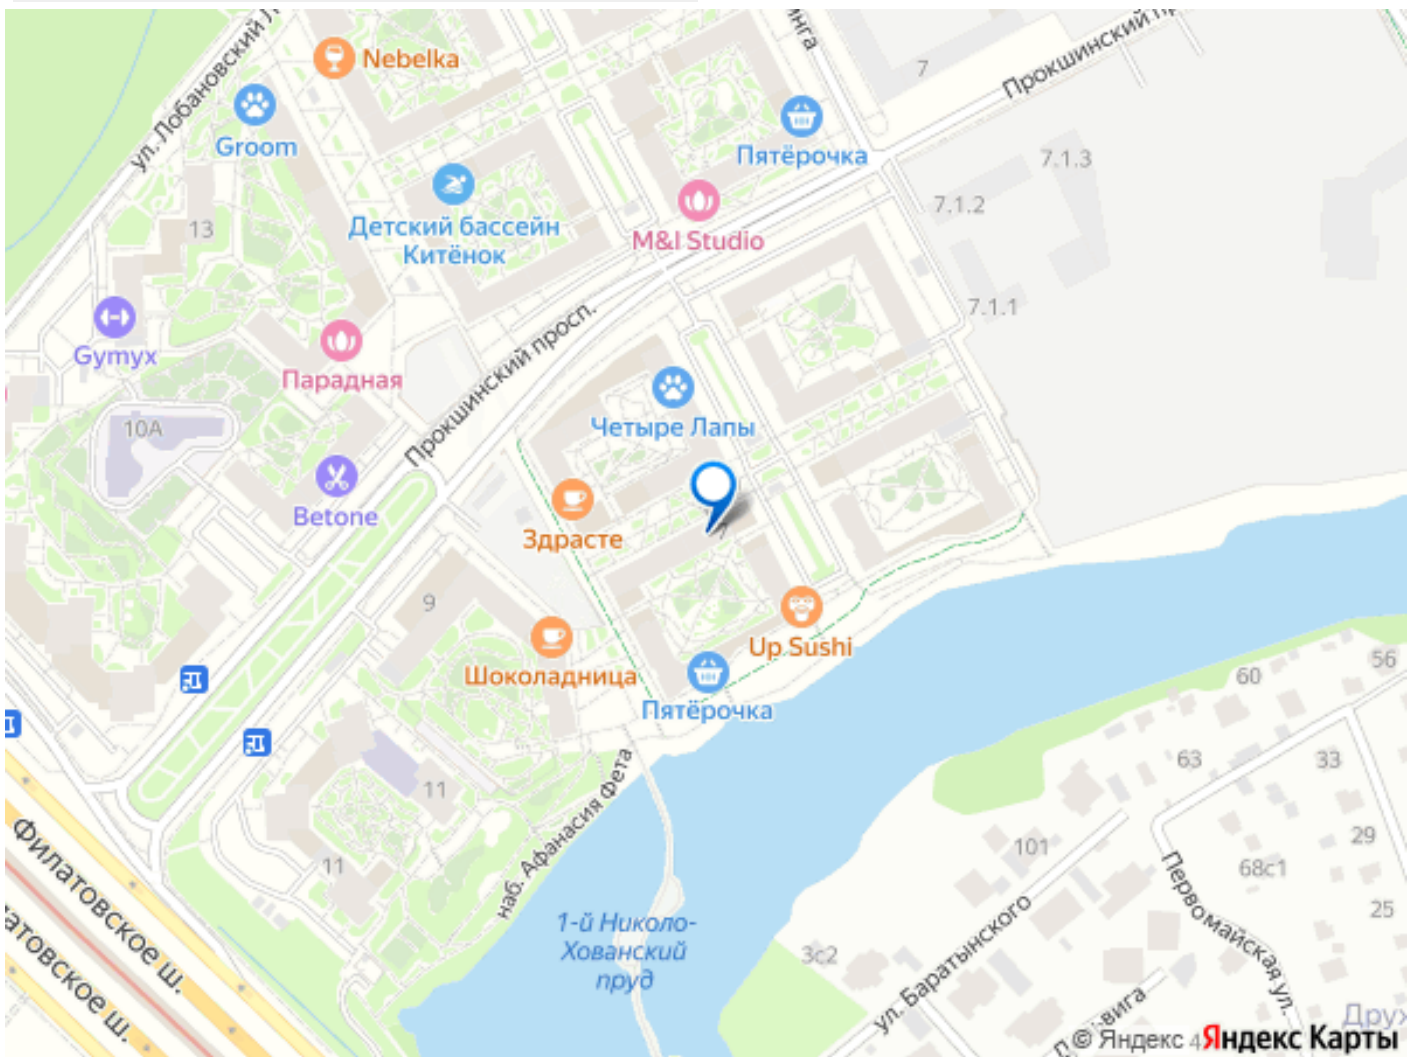 Nebelka
ул. Лобановский Л
Groom
Пятёрочка
7
Прокшинский п
7.1.3
7.1.2
7.1.1
M&I Studio
Детский бассейн
Китёнок
13
Gymyx
Парадная
Прокшинский просп.
10А
Четыре Лапы
Betone
Здрасте
9
Шоколадница
Up Sushi
Пятёрочка
11
11
наб. Афанасия Фета
Филатовское ш.
атовское ш.
1-й Николо-
Хованский
пруд
56
60
63
33
29
101
68с1
25
3с2
ул. Баратынского
Первомайская ул.
Друж
© Яндекс
Яндекс Карты